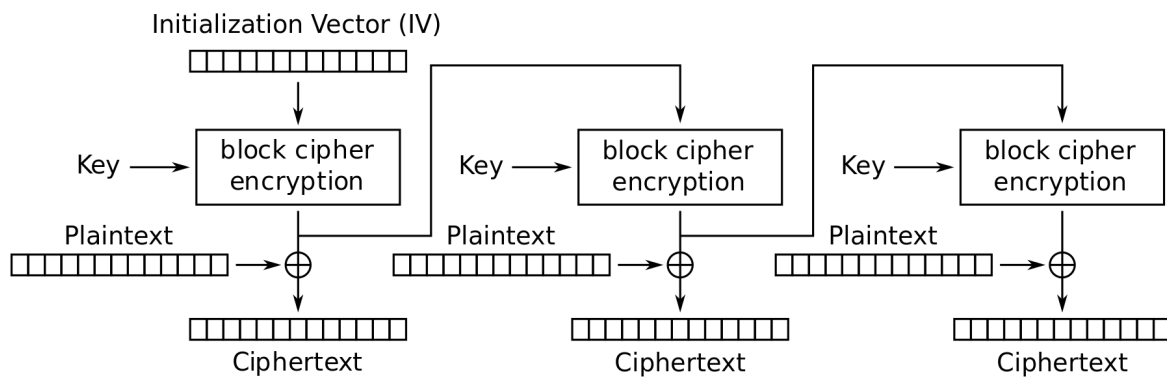 Initialization Vector (IV)
Key
block cipher
encryption
Key
block cipher
encryption
Key
block cipher
encryption
Plaintext
Plaintext
Plaintext
Ciphertext
Ciphertext
Ciphertext